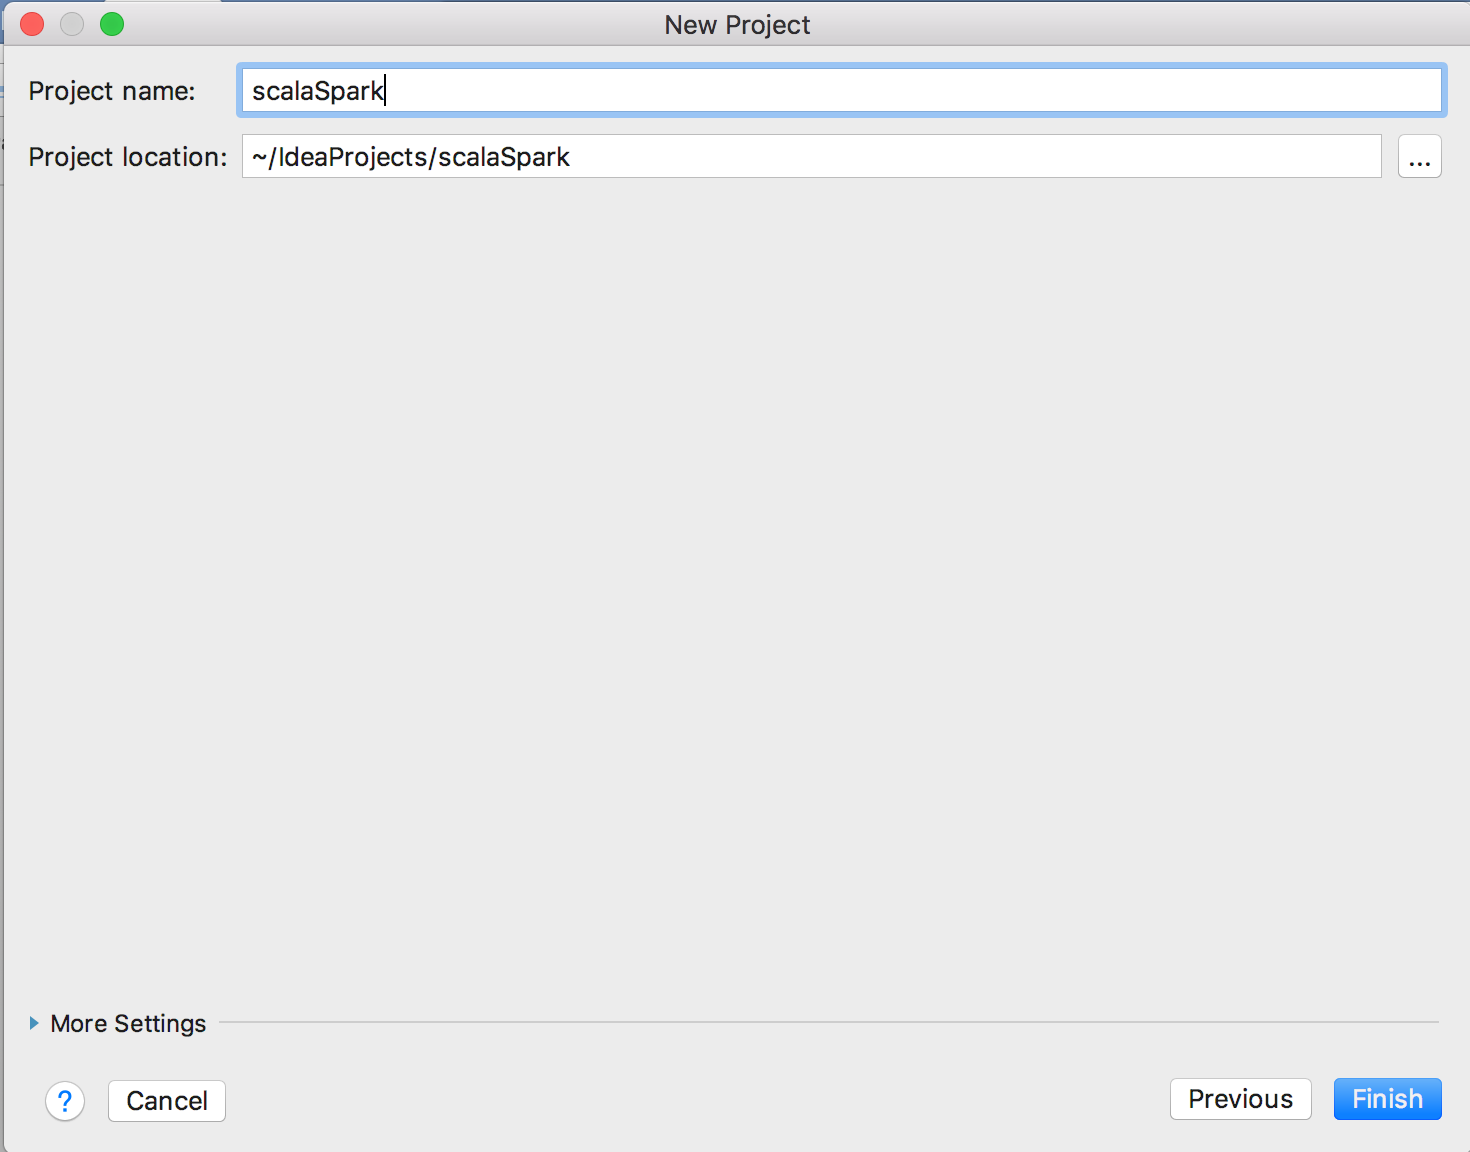 New Project
Project name: scalaSpark
Project location: ~/IdeaProjects/scalaSpark ...
More Settings
? Cancel Previous Finish